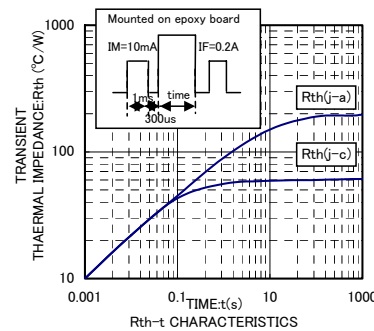 1000
Mounted on epoxy board
IM=10mA
IF=0.2A
1ms
time
300us
Rth(j-a)
Rth(j-c)
100
10
TRANSIENT
THAERMAL IMPEDANCE:Rth (℃/W)
0.001
0.1
10
1000
TIME:t(s)
Rth-t CHARACTERISTICS